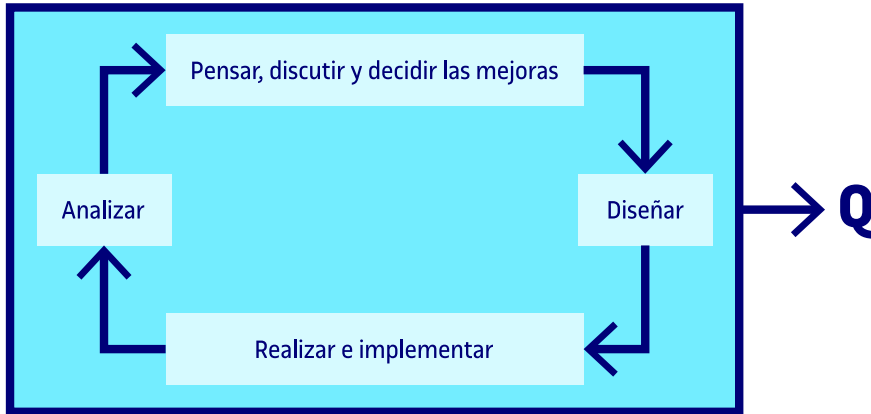 Pensar, discutir y decidir las mejoras
Analizar
Diseñar
Q
Realizar e implementar